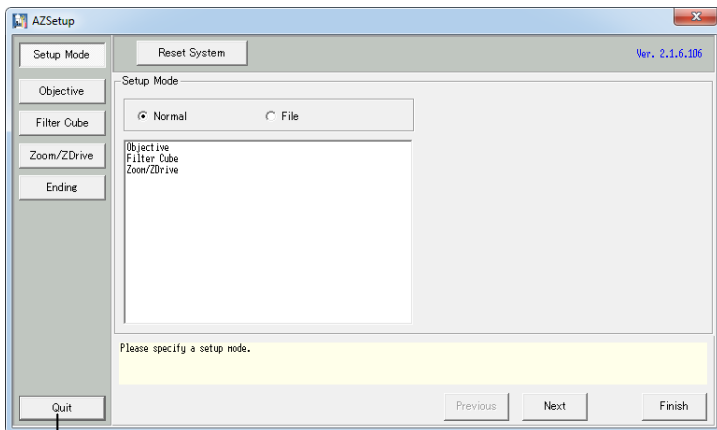 AZSetup
Setup Mode
Reset System
Ver. 2.1.6.106
Objective
Filter Cube
Zoom/ZDrive
Ending
Setup Mode
Normal
File
Objective
Filter Cube
Zoom/ZDrive
Please specify a setup mode.
Quit
Previous
Next
Finish